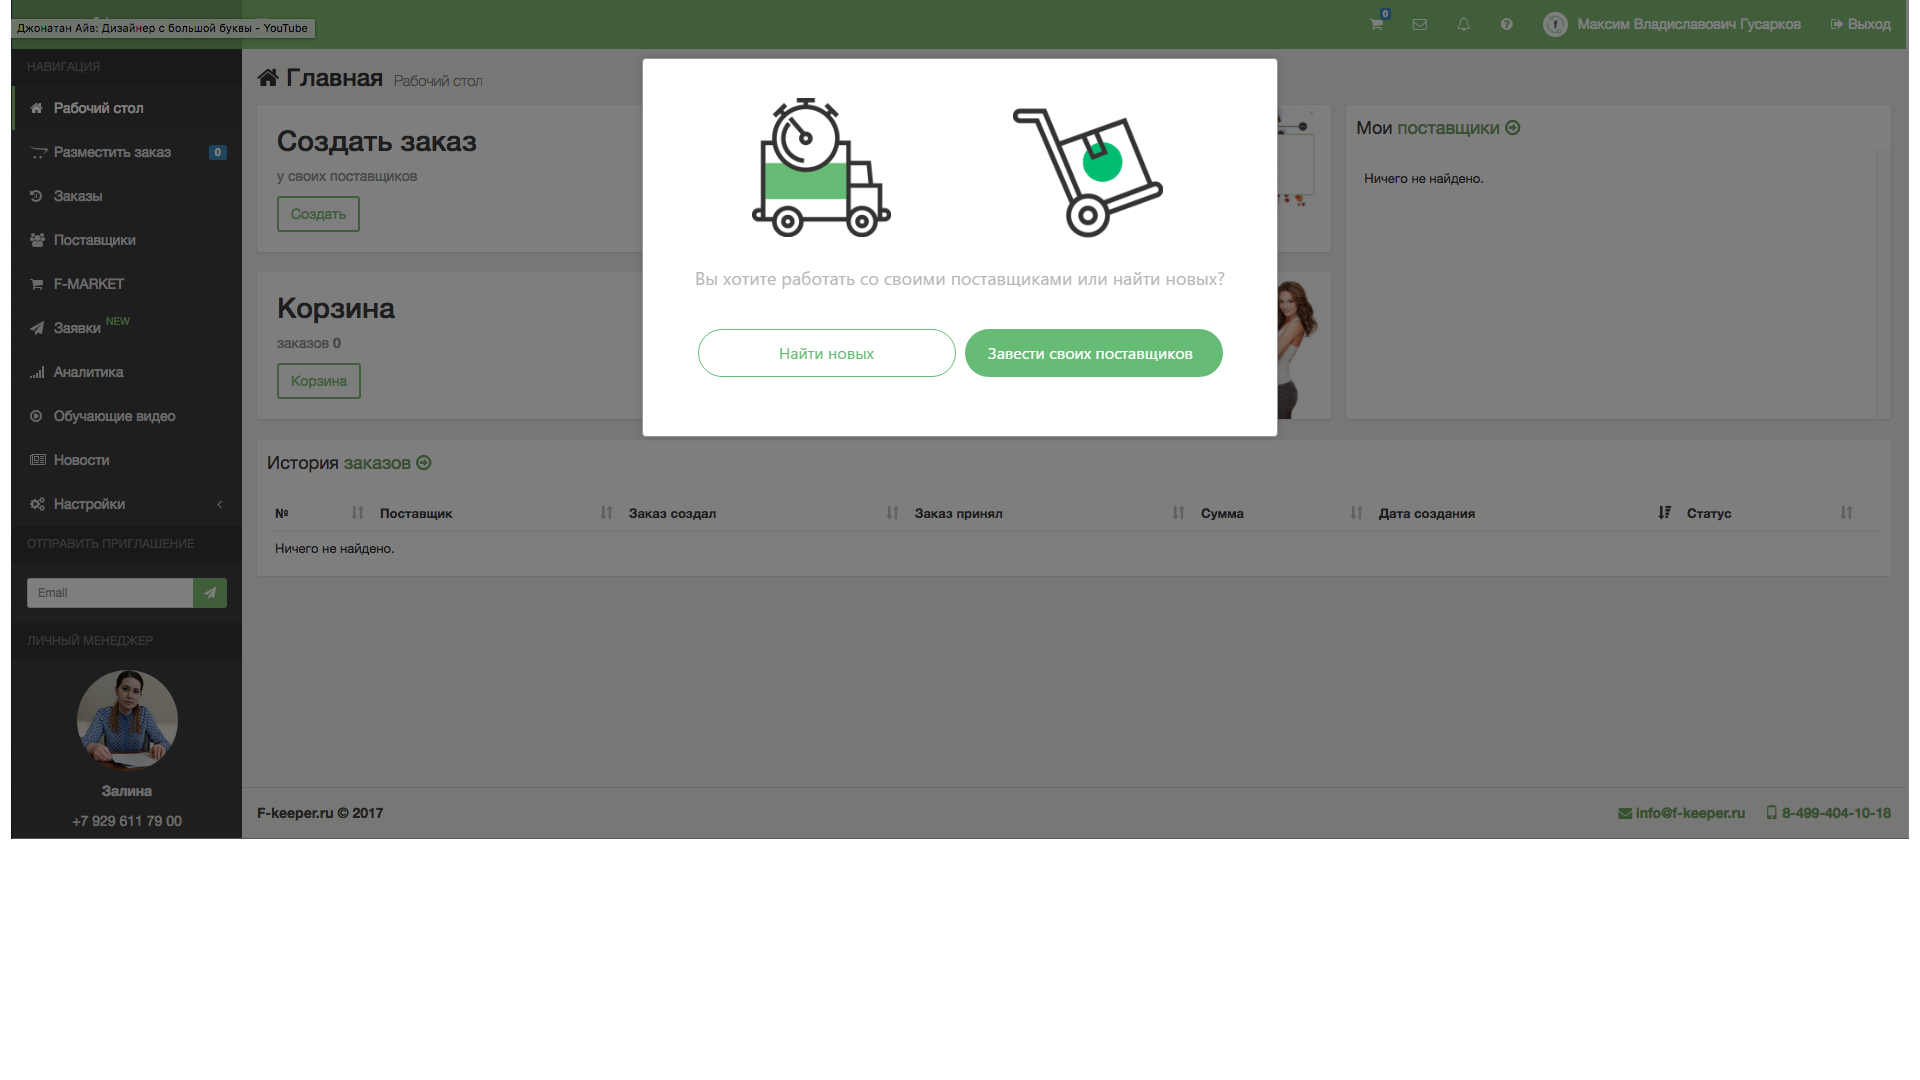 Джонатан Айв: Дизайнер с большой буквы - YouTube
0
Максим Владиславович Гусарков
Выход
НАВИГАЦИЯ
Рабочий стол
Разместить заказ 0
Заказы
Поставщики
F-MARKET
Заявки NEW
Аналитика
Обучающие видео
Новости
Настройки
ОТПРАВИТЬ ПРИГЛАШЕНИЕ
Email
ЛИЧНЫЙ МЕНЕДЖЕР
Залина
+7 929 611 79 00
Главная Рабочий стол
Создать заказ
у своих поставщиков
Создать
Корзина
заказов 0
Корзина
Вы хотите работать со своими поставщиками или найти новых?
Найти новых
Завести своих поставщиков
Мои поставщики
Ничего не найдено.
История заказов
№ Поставщик Заказ создал Заказ принял Сумма Дата создания Статус
Ничего не найдено.
F-keeper.ru © 2017
info@f-keeper.ru
8-499-404-10-18